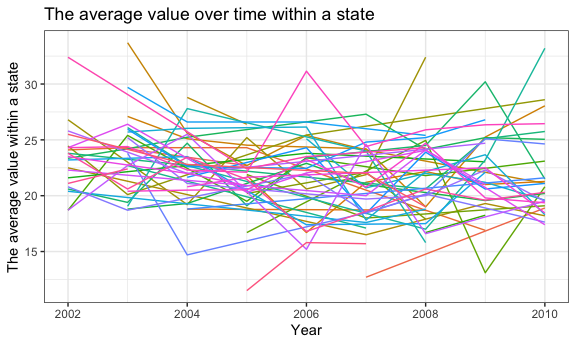 The average value over time within a state
The average value within a state
30
25
20
15
2002 2004 2006 2008 2010
Year